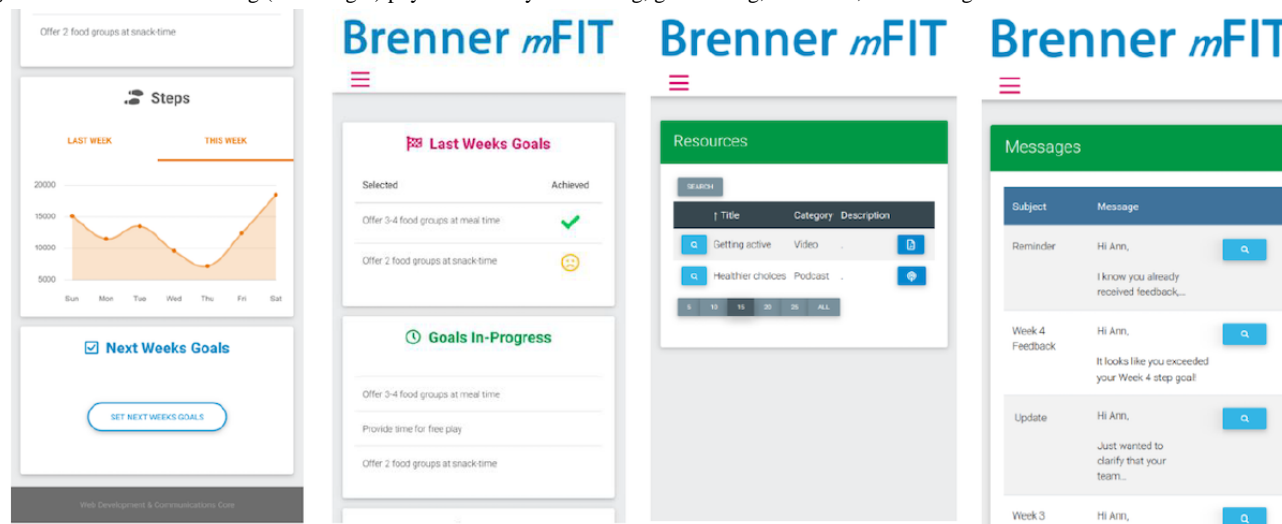 Offer 2 food groups at snack-time
Steps
LAST WEEK THIS WEEK
20000
15000
10000
5000
Sun Mon Tue Wed Thu Fri Sat
Next Weeks Goals
SET NEXT WEEKS GOALS
Web Development & Communications Core
Brenner mFIT
Last Weeks Goals
Selected Achieved
Offer 3-4 food groups at meal time
Offer 2 food groups at snack-time
Goals In-Progress
Offer 3-4 food groups at meal time
Provide time for free play
Offer 2 food groups at snack-time
Brenner mFIT
Resources
SEARCH
↑ Title Category Description
Getting active Video .
Healthier choices Podcast .
5 10 15 20 25 ALL
Brenner mFIT
Messages
Subject Message
Reminder Hi Ann,
I know you already
received feedback,...
Week 4 Hi Ann,
Feedback
It looks like you exceeded
your Week 4 step goal!
Update Hi Ann,
Just wanted to
clarify that your
team...
Week 3 Hi Ann,